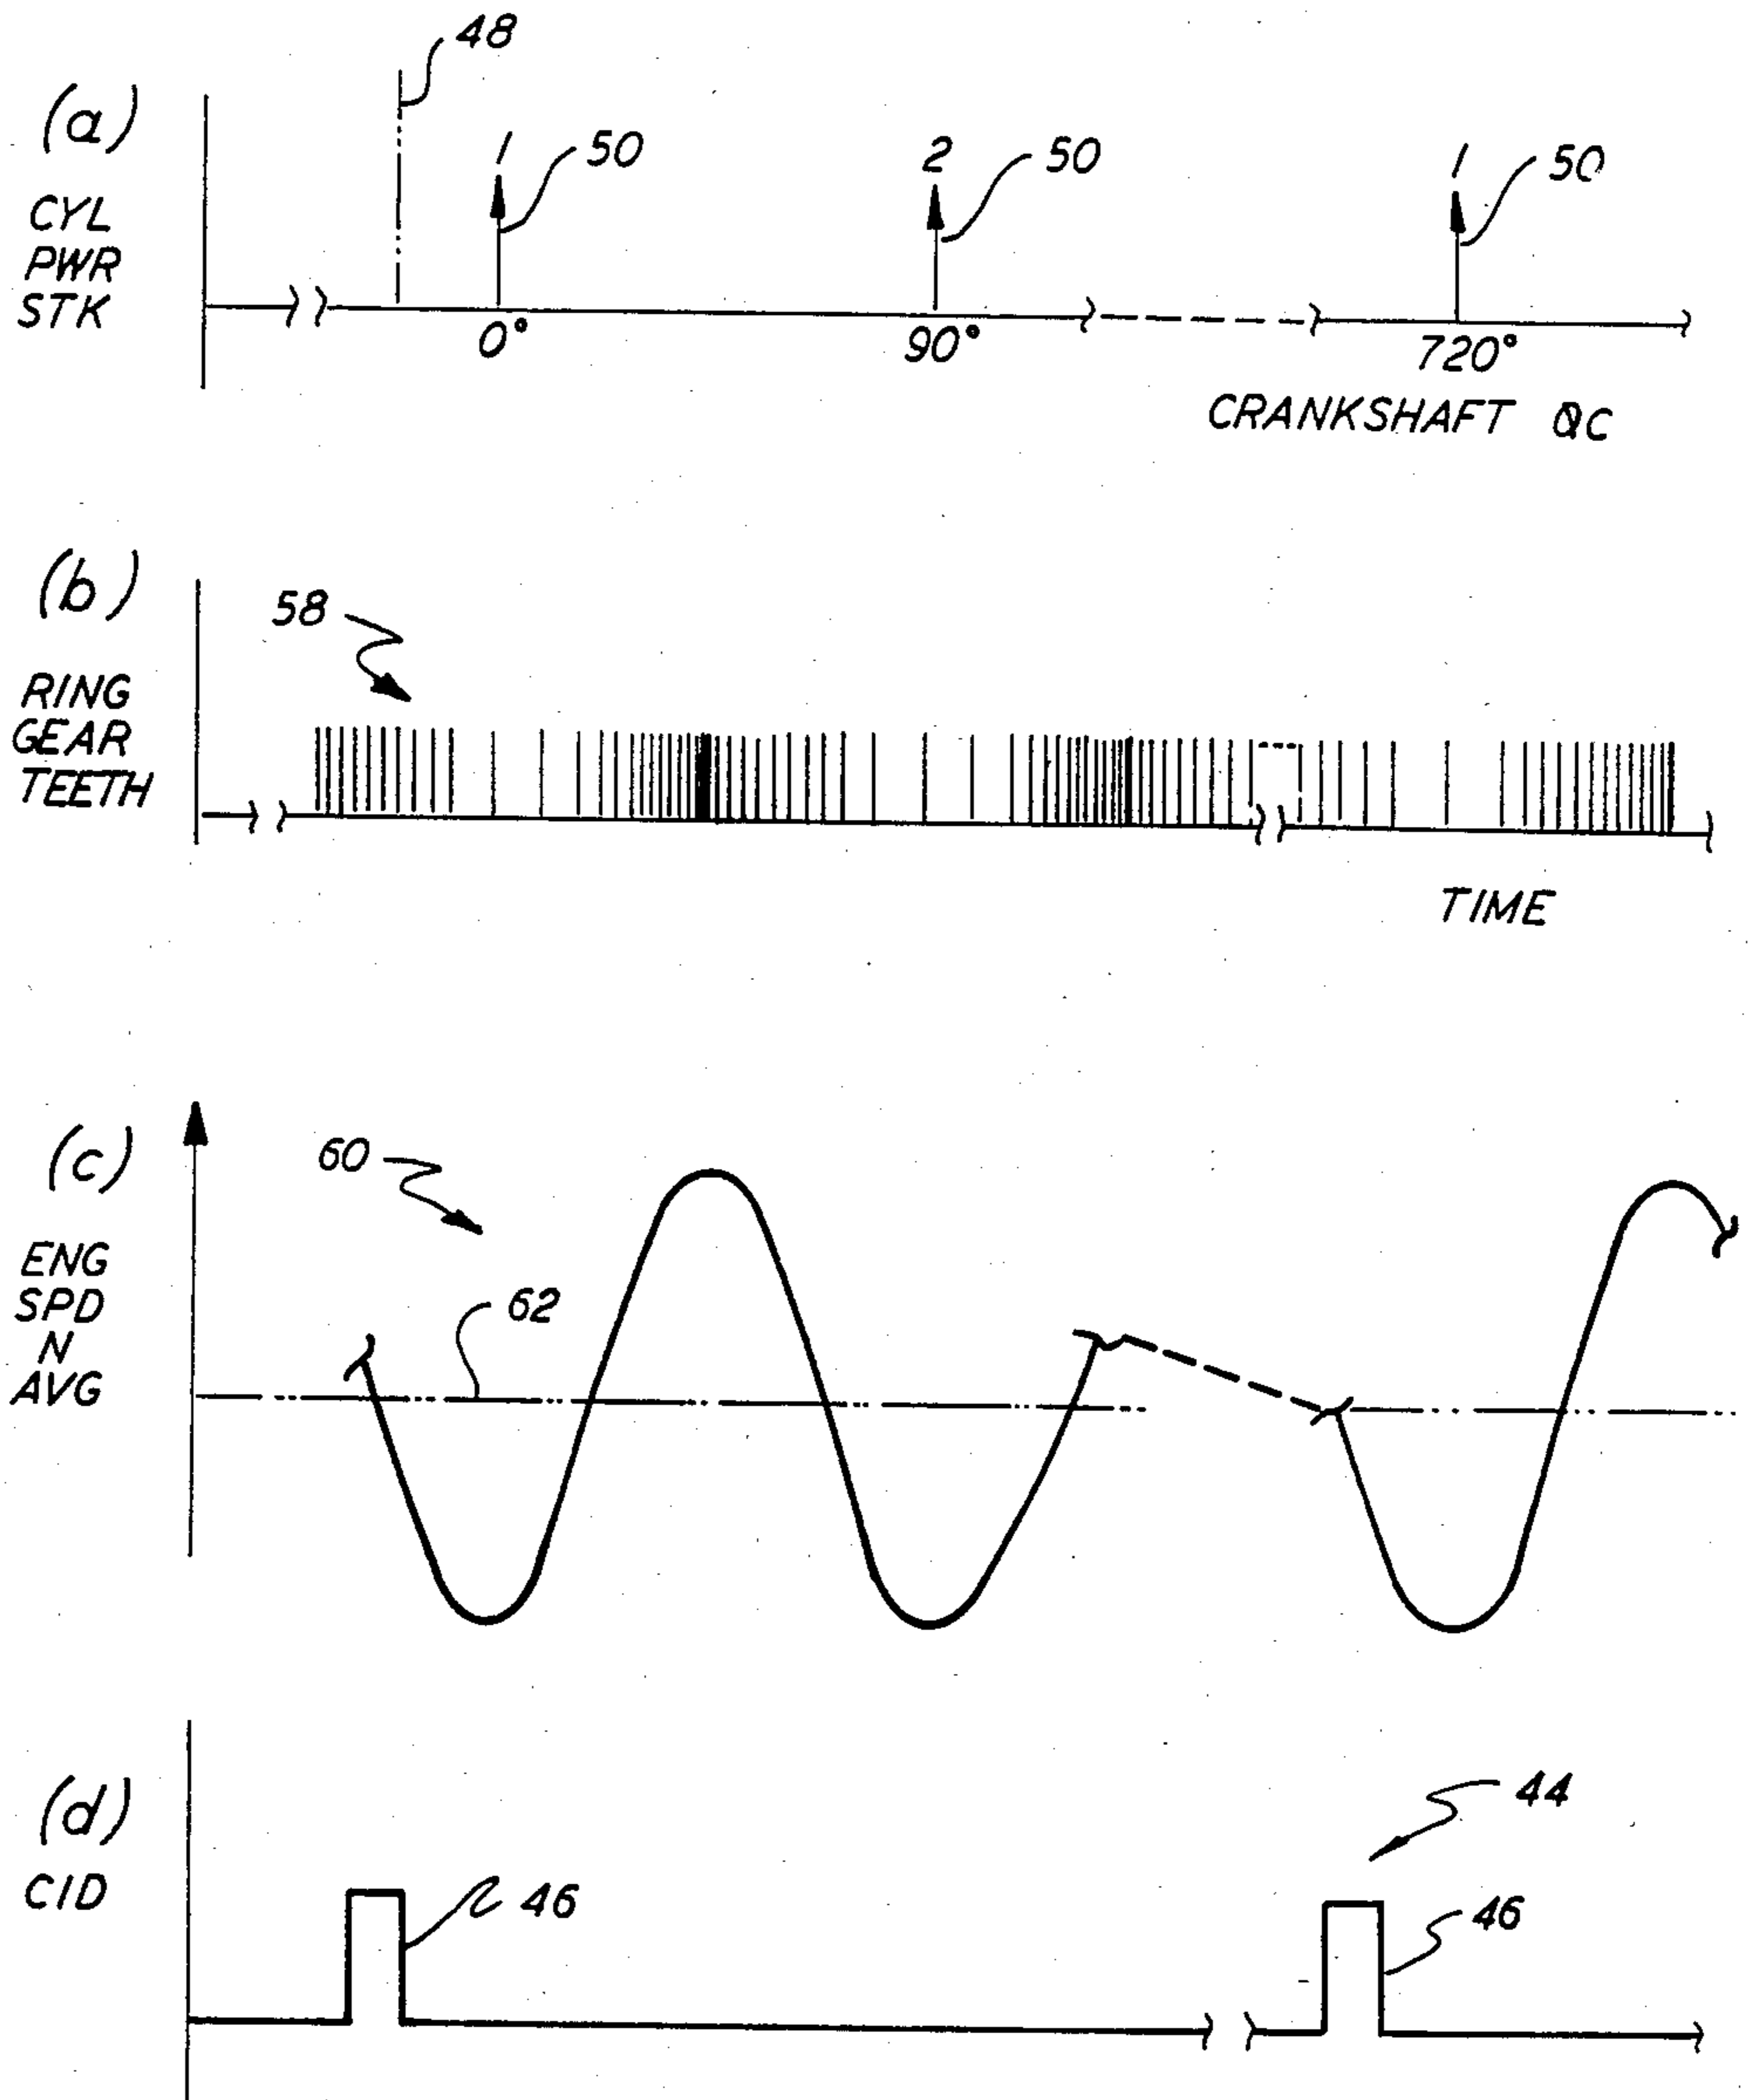 48
(a)
1
50
2
50
1
50
CYL
PWR
STK
0°
90°
720°
CRANKSHAFT θC
(b)
58
RING
GEAR
TEETH
TIME
(c)
60
ENG
SPD
N
AVG
62
(d)
44
CID
46
46